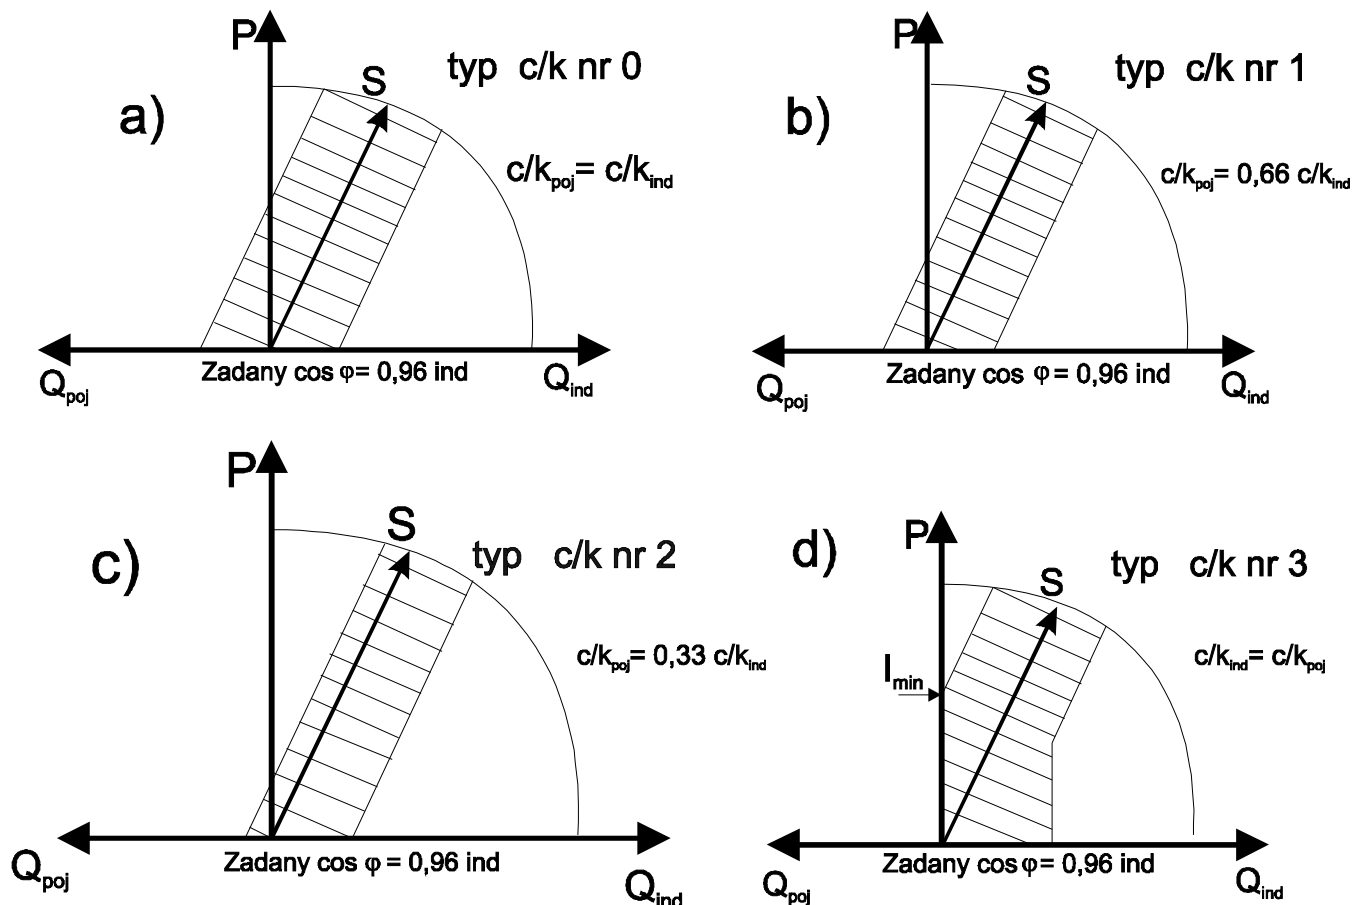 a)
P
S
typ c/k nr 0
c/kpoj= c/kind
Qpoj
Zadany cos φ= 0,96 ind
Qind
b)
P
S
typ c/k nr 1
c/kpoj= 0,66 c/kind
Qpoj
Zadany cos φ= 0,96 ind
Qind
c)
P
S
typ c/k nr 2
c/kpoj= 0,33 c/kind
Qpoj
Zadany cos φ= 0,96 ind
Qind
d)
P
S
typ c/k nr 3
c/kind= c/kpoj
Imin
Qpoj
Zadany cos φ= 0,96 ind
Qind